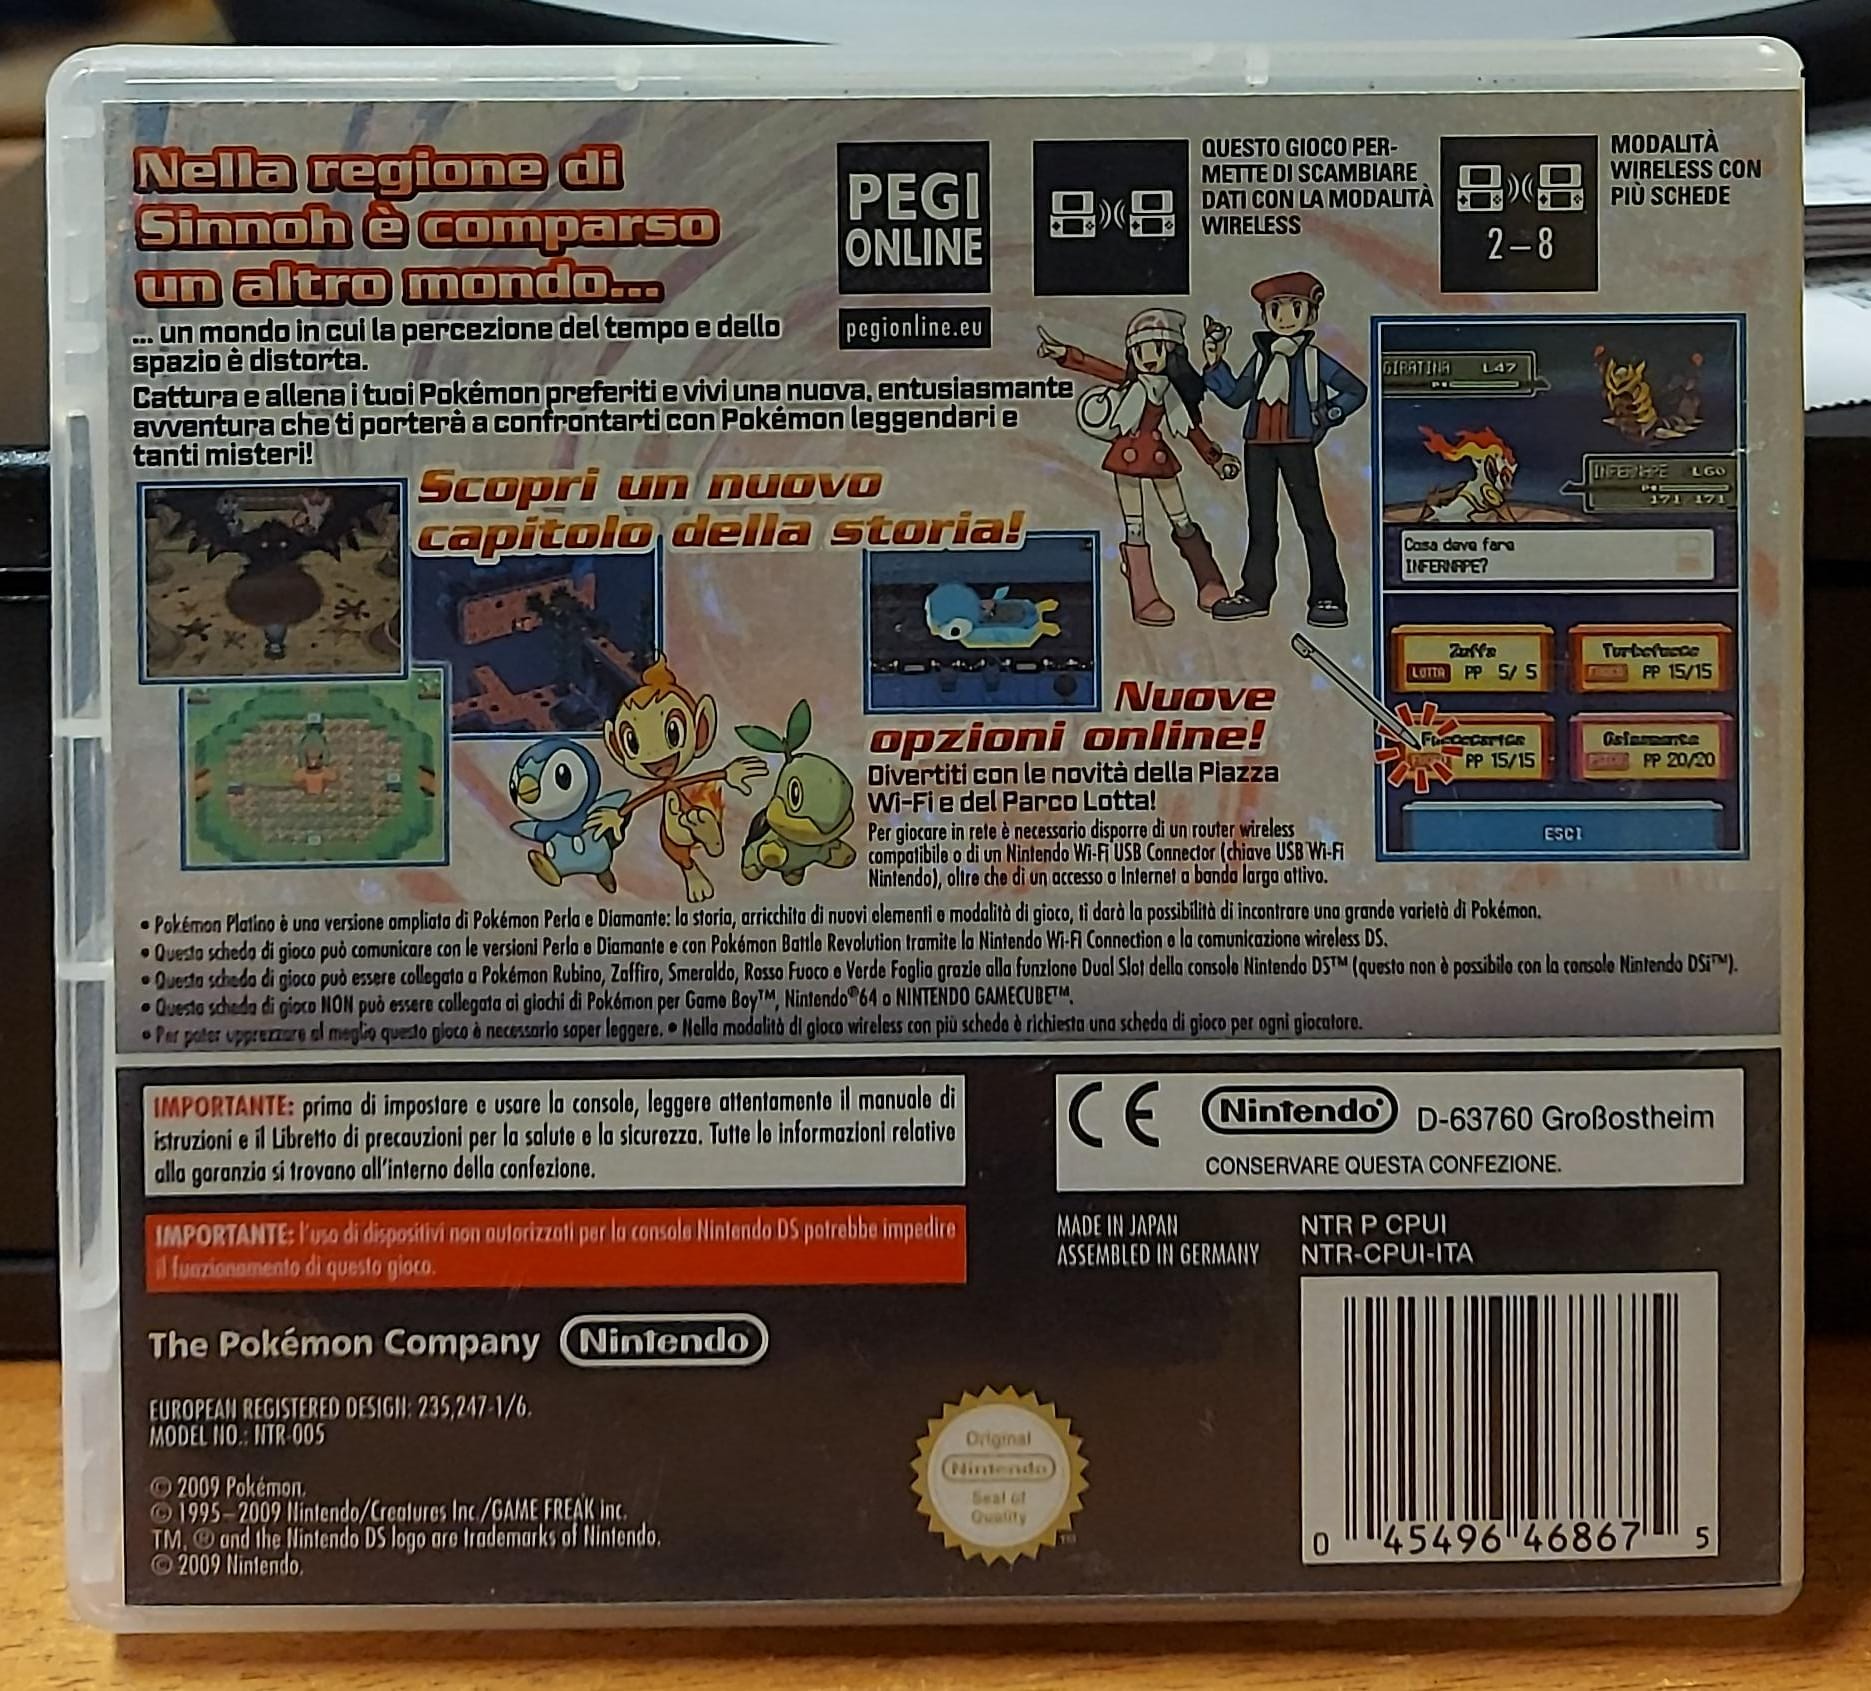 Nella regione di
Sinnoh è comparso
un altro mondo...
... un mondo in cui la percezione del tempo e dello
spazio è distorta.
Cattura e allena i tuoi Pokémon preferiti e vivi una nuova, entusiasmante
avventura che ti porterà a confrontarti con Pokémon leggendari e
tanti misteri!
PEGI
ONLINE
pegionline.eu
QUESTO GIOCO PER-
METTE DI SCAMBIARE
DATI CON LA MODALITÀ
WIRELESS
2–8
MODALITÀ
WIRELESS CON
PIÙ SCHEDE
Scopri un nuovo
capitolo della storia!
GIRATINA L47
INFERNAPE L60
PS
171/171
Cosa deve fare
INFERNAPE?
Zuffa
LOTTA PP 5/ 5
Turbofuoco
PP 15/15
Fuococarica
PP 15/15
PP 20/20
ESCI
Nuove
opzioni online!
Divertiti con le novità della Piazza
Wi-Fi e del Parco Lotta!
Per giocare in rete è necessario disporre di un router wireless
compatibile o di un Nintendo Wi-Fi USB Connector (chiave USB Wi-Fi
Nintendo), oltre che di un accesso a Internet a banda larga attivo.
• Pokémon Platino è una versione ampliata di Pokémon Perla e Diamante: la storia, arricchita di nuovi elementi e modalità di gioco, ti darà la possibilità di incontrare una grande varietà di Pokémon.
• Questa scheda di gioco può comunicare con le versioni Perla e Diamante e con Pokémon Battle Revolution tramite la Nintendo Wi-Fi Connection e la comunicazione wireless DS.
• Questa scheda di gioco può essere collegata a Pokémon Rubino, Zaffiro, Smeraldo, Rosso Fuoco e Verde Foglia grazie alla funzione Dual Slot della console Nintendo DS™ (questo non è possibile con la console Nintendo DSi™).
• Questa scheda di gioco NON può essere collegata ai giochi di Pokémon per Game Boy™, Nintendo®64 o NINTENDO GAMECUBE™.
• Per poter apprezzare al meglio questo gioco è necessario saper leggere. • Nella modalità di gioco wireless con più schede è richiesta una scheda di gioco per ogni giocatore.
IMPORTANTE: prima di impostare e usare la console, leggere attentamente il manuale di
istruzioni e il Libretto di precauzioni per la salute e la sicurezza. Tutte le informazioni relative
alla garanzia si trovano all'interno della confezione.
IMPORTANTE: l'uso di dispositivi non autorizzati per la console Nintendo DS potrebbe impedire
il funzionamento di questo gioco.
CE Nintendo® D-63760 Großostheim
CONSERVARE QUESTA CONFEZIONE.
MADE IN JAPAN
ASSEMBLED IN GERMANY
NTR P CPUI
NTR-CPUI-ITA
The Pokémon Company Nintendo®
EUROPEAN REGISTERED DESIGN: 235,247-1/6.
MODEL NO.: NTR-005
© 2009 Pokémon.
© 1995–2009 Nintendo/Creatures Inc./GAME FREAK inc.
TM, ® and the Nintendo DS logo are trademarks of Nintendo.
© 2009 Nintendo.
Original
Nintendo
Seal of
Quality
TM
0 45496 46867 5